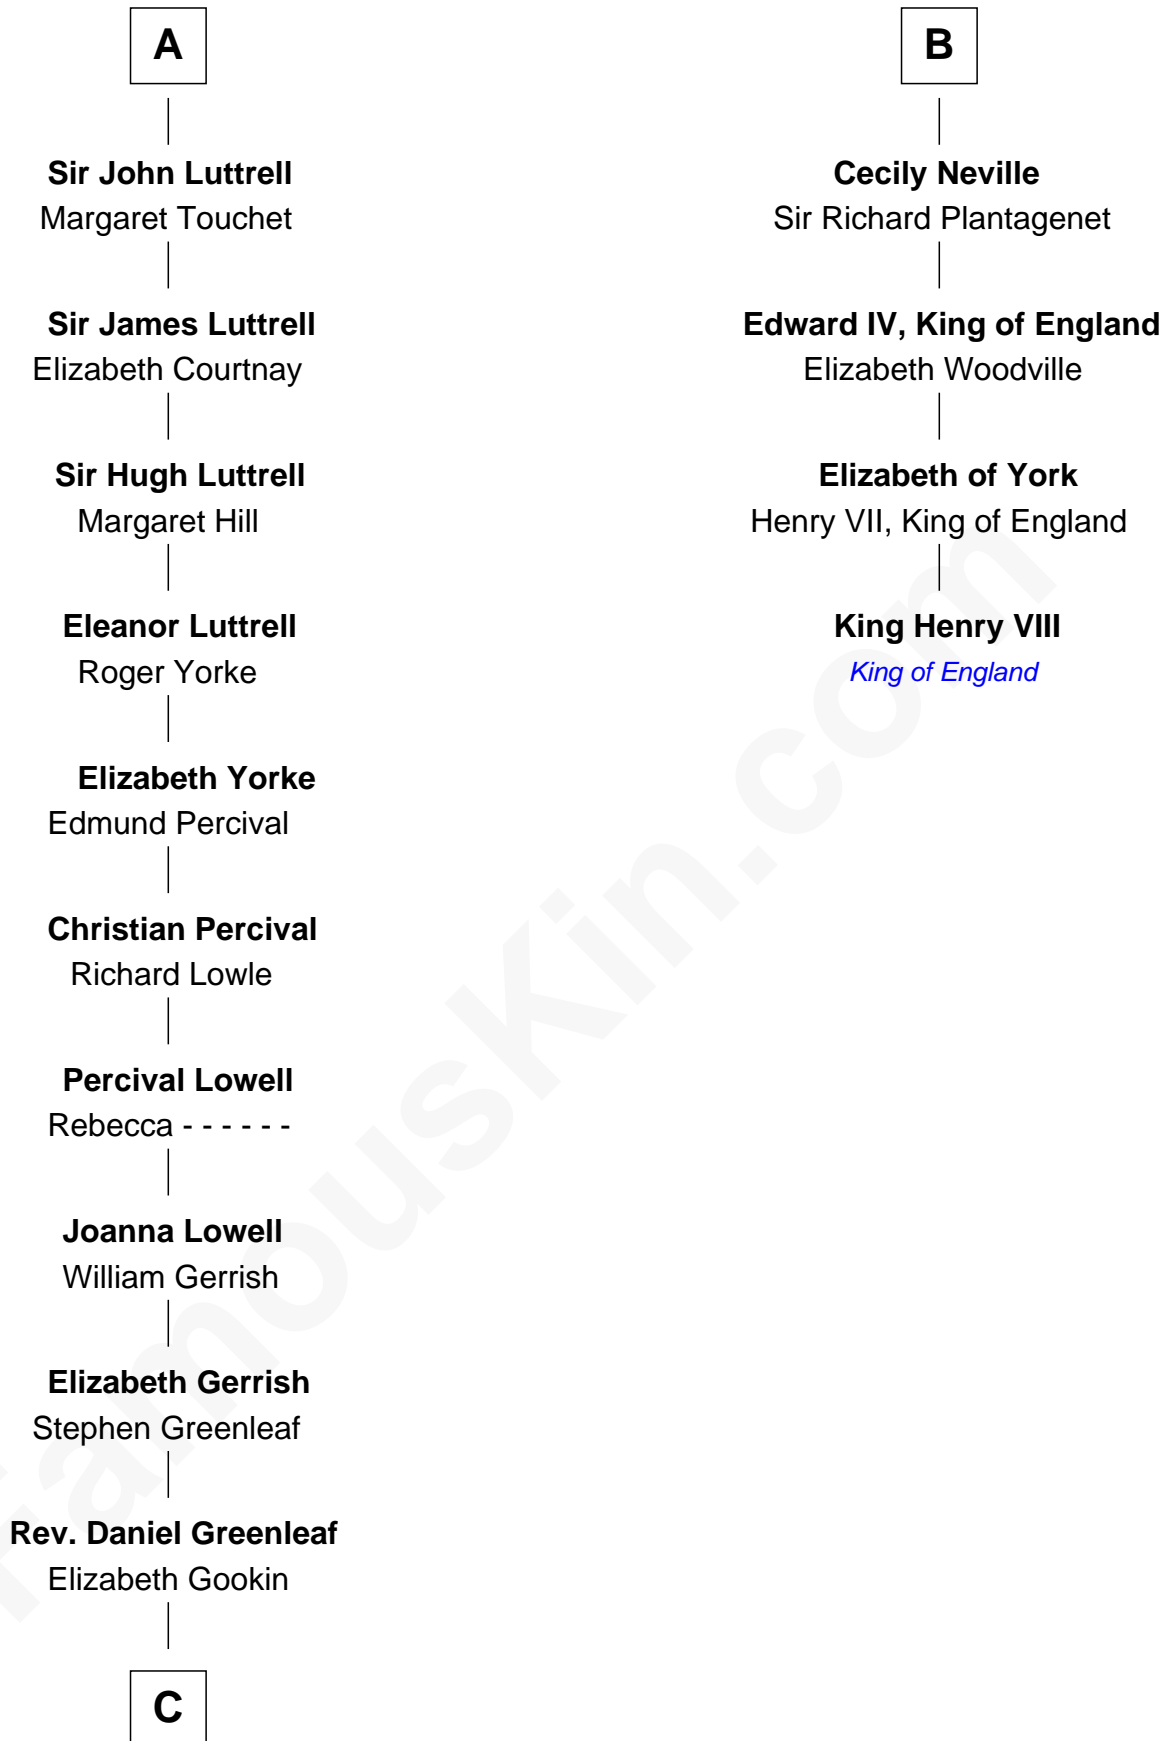 A
Sir John Luttrell
Margaret Touchet
Sir James Luttrell
Elizabeth Courtnay
Sir Hugh Luttrell
Margaret Hill
Eleanor Luttrell
Roger Yorke
Elizabeth Yorke
Edmund Percival
Christian Percival
Richard Lowle
Percival Lowell
Rebecca - - - - - -
Joanna Lowell
William Gerrish
Elizabeth Gerrish
Stephen Greenleaf
Rev. Daniel Greenleaf
Elizabeth Gookin
C
B
Cecily Neville
Sir Richard Plantagenet
Edward IV, King of England
Elizabeth Woodville
Elizabeth of York
Henry VII, King of England
King Henry VIII
King of England
FamousKin.com